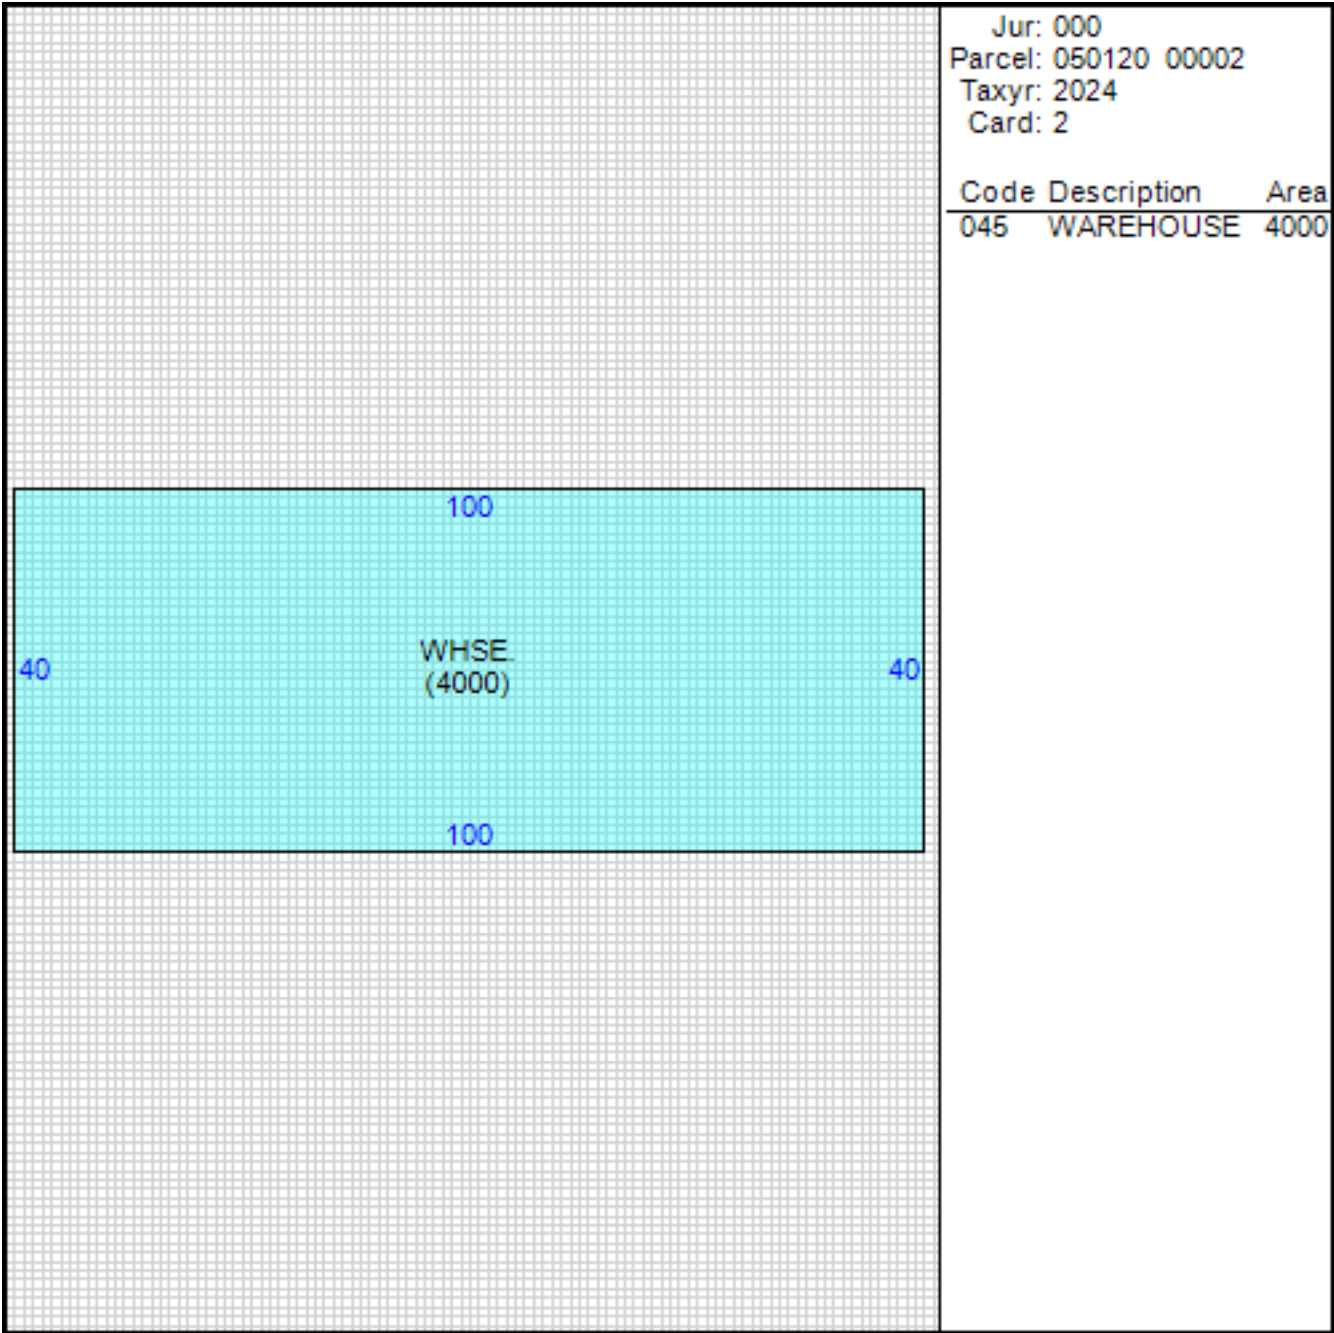 Jur: 000
Parcel: 050120 00002
Taxyr: 2024
Card: 2
Code Description Area
045 WAREHOUSE 4000
100
WHSE.
(4000)
40
40
100